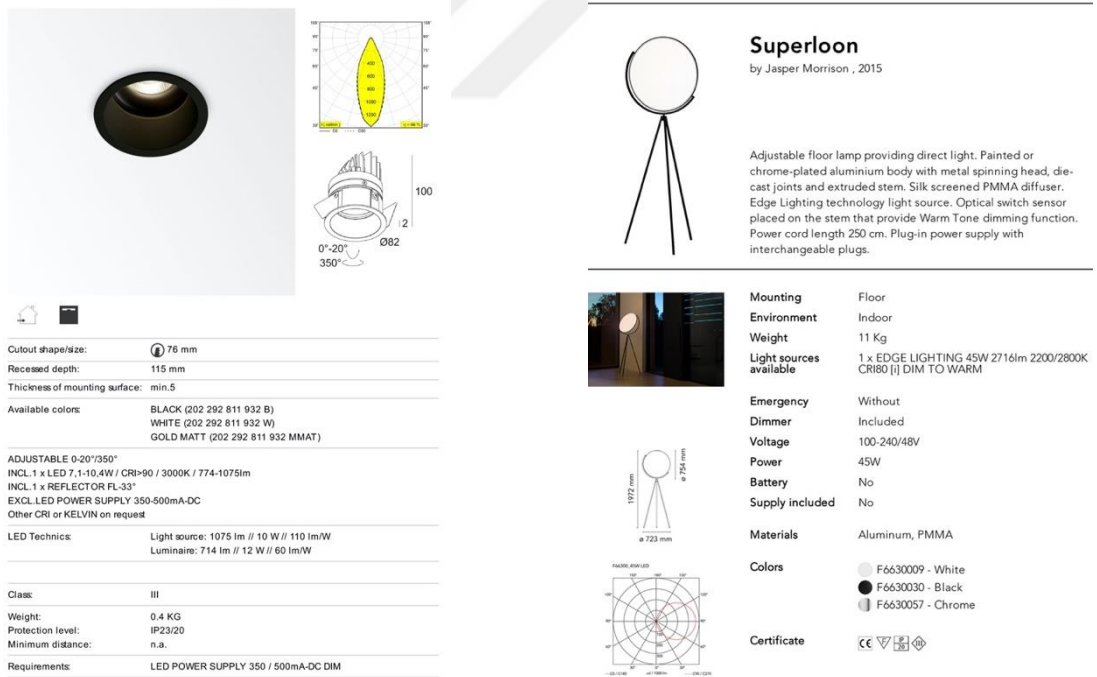 100
2
0°-20°
Ø82
350°
Cutout shape/size: 76 mm
Recessed depth: 115 mm
Thickness of mounting surface: min.5
Available colors: BLACK (202 292 811 932 B)
WHITE (202 292 811 932 W)
GOLD MATT (202 292 811 932 MMAT)
ADJUSTABLE 0-20°/350°
INCL.1 x LED 7,1-10,4W / CRI>90 / 3000K / 774-1075lm
INCL.1 x REFLECTOR FL-33°
EXCL.LED POWER SUPPLY 350-500mA-DC
Other CRI or KELVIN on request
LED Technics: Light source: 1075 lm // 10 W // 110 lm/W
Luminaire: 714 lm // 12 W // 60 lm/W
Class: III
Weight: 0.4 KG
Protection level: IP23/20
Minimum distance: n.a.
Requirements: LED POWER SUPPLY 350 / 500mA-DC DIM
Superloon
by Jasper Morrison , 2015
Adjustable floor lamp providing direct light. Painted or
chrome-plated aluminium body with metal spinning head, die-
cast joints and extruded stem. Silk screened PMMA diffuser.
Edge Lighting technology light source. Optical switch sensor
placed on the stem that provide Warm Tone dimming function.
Power cord length 250 cm. Plug-in power supply with
interchangeable plugs.
Mounting Floor
Environment Indoor
Weight 11 Kg
Light sources available 1 x EDGE LIGHTING 45W 2716lm 2200/2800K
CRI80 [i] DIM TO WARM
Emergency Without
Dimmer Included
Voltage 100-240/48V
Power 45W
Battery No
Supply included No
Materials Aluminum, PMMA
Colors F6630009 - White
F6630030 - Black
F6630057 - Chrome
Certificate
1972 mm
ø 754 mm
ø 723 mm